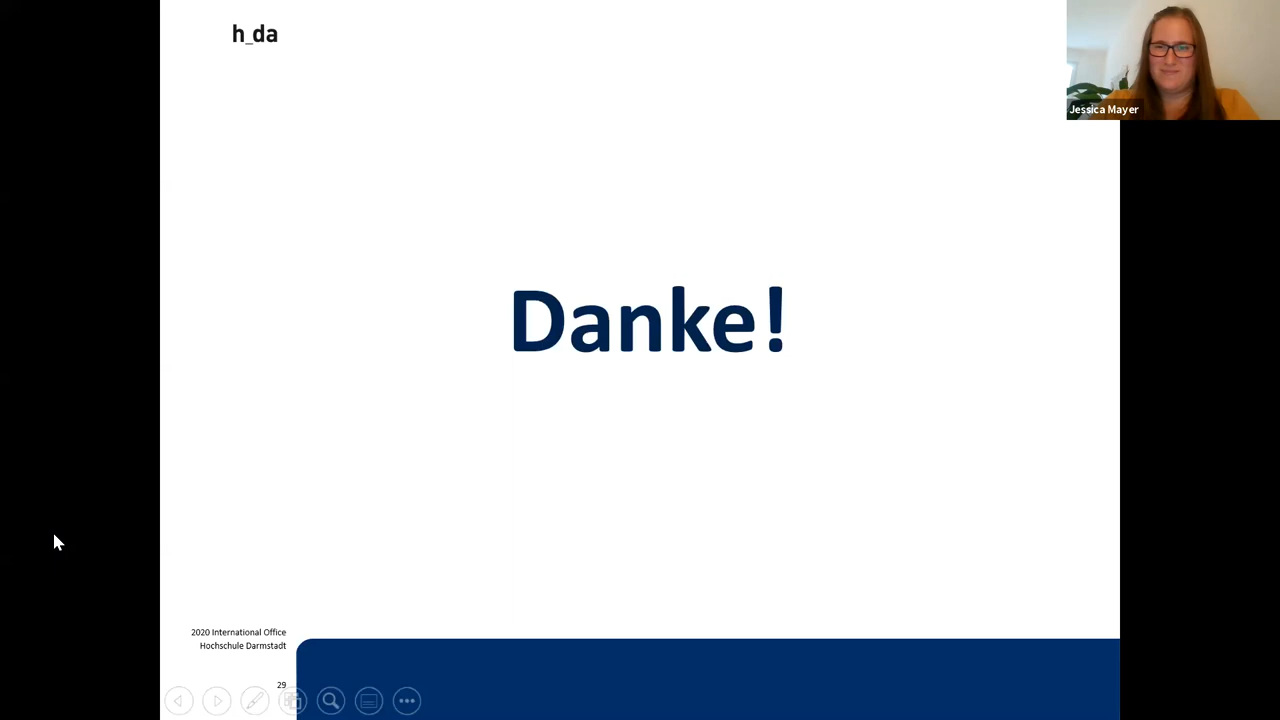 h_da
Jessica Mayer
Danke!
2020 International Office
Hochschule Darmstadt
29